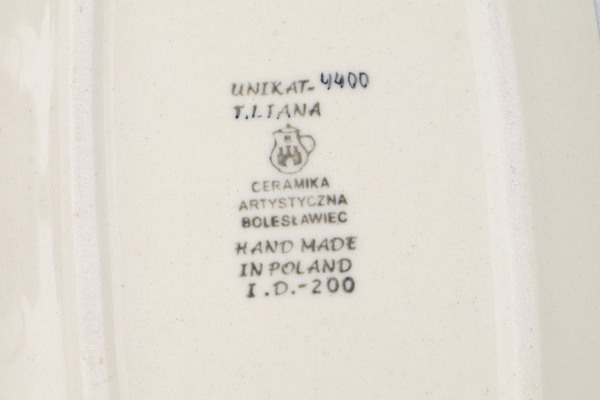 UNIKAT-4400
T.LIANA
CERAMIKA
ARTYSTYCZNA
BOLESŁAWIEC
HAND MADE
IN POLAND
I.D.-200